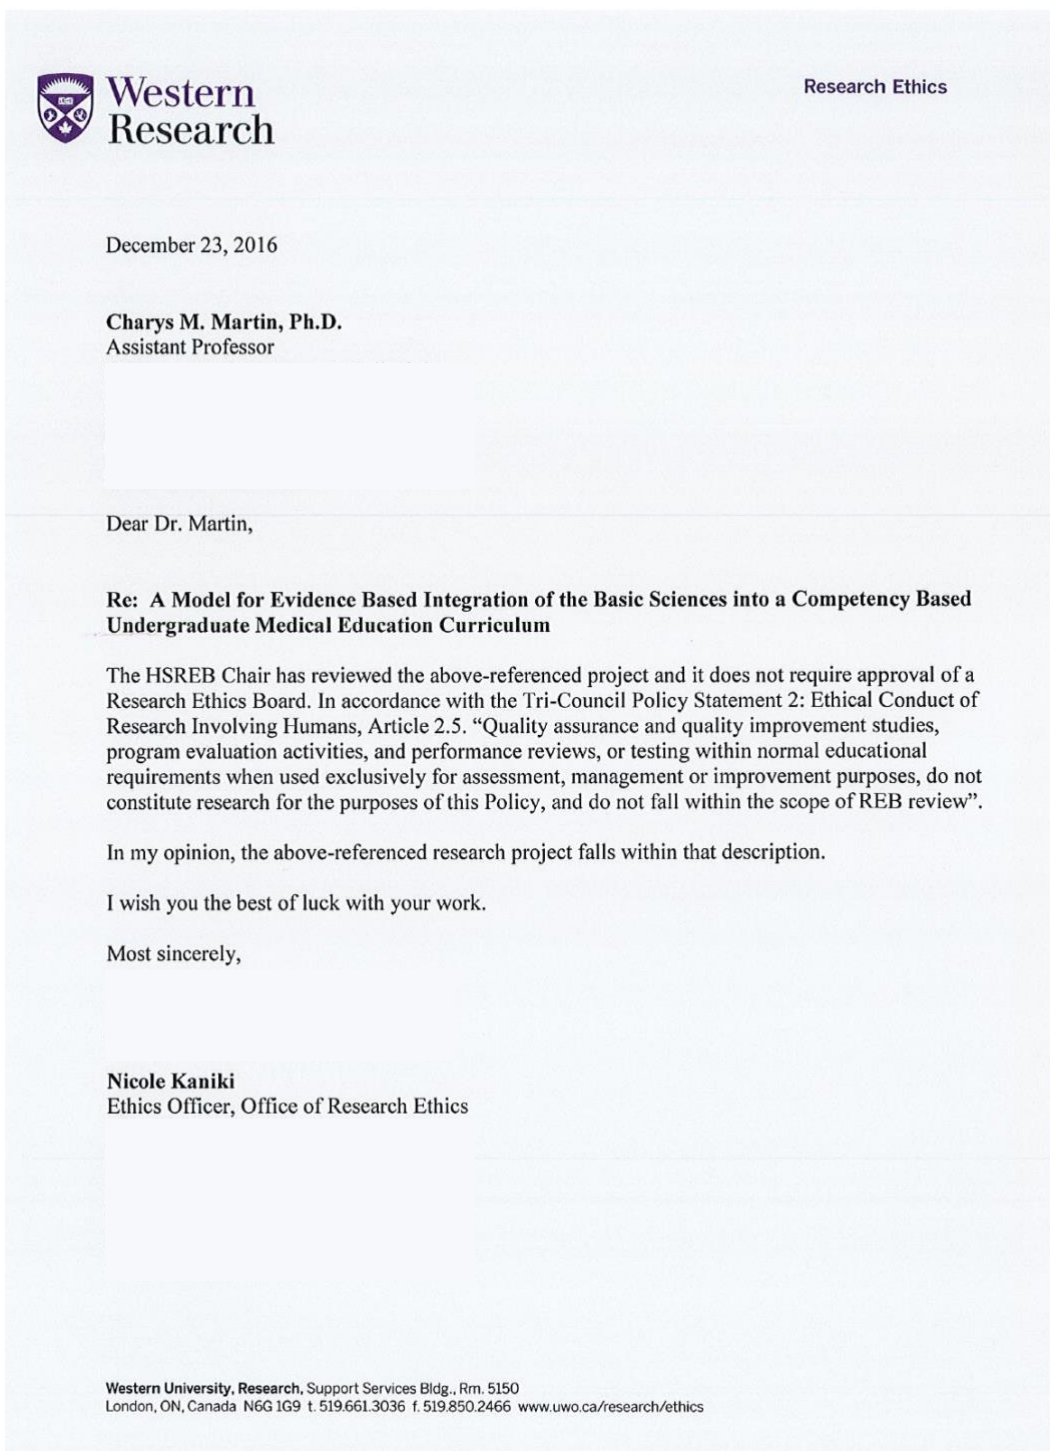 Western
Research
Research Ethics
December 23, 2016
Charys M. Martin, Ph.D.
Assistant Professor
Dear Dr. Martin,
Re:  A Model for Evidence Based Integration of the Basic Sciences into a Competency Based
Undergraduate Medical Education Curriculum
The HSREB Chair has reviewed the above-referenced project and it does not require approval of a
Research Ethics Board. In accordance with the Tri-Council Policy Statement 2: Ethical Conduct of
Research Involving Humans, Article 2.5. “Quality assurance and quality improvement studies,
program evaluation activities, and performance reviews, or testing within normal educational
requirements when used exclusively for assessment, management or improvement purposes, do not
constitute research for the purposes of this Policy, and do not fall within the scope of REB review”.
In my opinion, the above-referenced research project falls within that description.
I wish you the best of luck with your work.
Most sincerely,
Nicole Kaniki
Ethics Officer, Office of Research Ethics
Western University, Research, Support Services Bldg., Rm. 5150
London, ON, Canada  N6G 1G9  t. 519.661.3036  f. 519.850.2466  www.uwo.ca/research/ethics